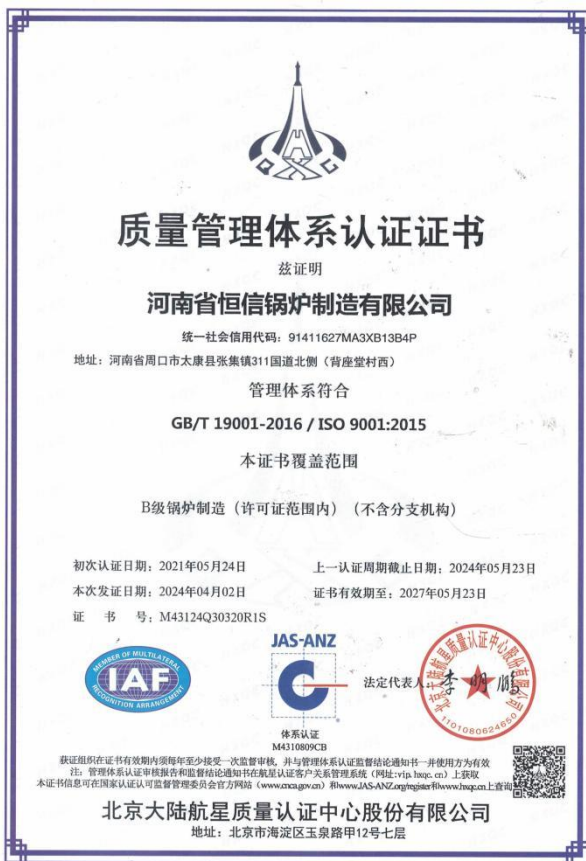 HXQC
质量管理体系认证证书
兹证明
河南省恒信锅炉制造有限公司
统一社会信用代码：91411627MA3XB13B4P
地址：河南省周口市太康县张集镇311国道北侧（背座堂村西）
管理体系符合
GB/T 19001-2016 / ISO 9001:2015
本证书覆盖范围
B级锅炉制造（许可证范围内）（不含分支机构）
初次认证日期：2021年05月24日
上一认证周期截止日期：2024年05月23日
本次发证日期：2024年04月02日
证书有效期至：2027年05月23日
证 书 号：M43124Q30320R1S
MEMBER OF MULTILATERAL
IAF
RECOGNITION ARRANGEMENT
JAS-ANZ
C
体系认证
M4310809CB
法定代表人：李明鹏
北京大陆航星质量认证中心股份有限公司
1101080624650
获证组织在证书有效期内须每年至少接受一次监督审核，并与管理体系认证监督结论通知书一并使用方为有效
注：管理体系认证审核报告和监督结论通知书在航星认证客户关系管理系统（网址：vip.hxqc.cn）上获取
本证书信息可在国家认证认可监督管理委员会官方网站（www.cnca.gov.cn）和www.JAS-ANZ.org/register和www.hxqc.cn上查询
北京大陆航星质量认证中心股份有限公司
地址：北京市海淀区玉泉路甲12号七层